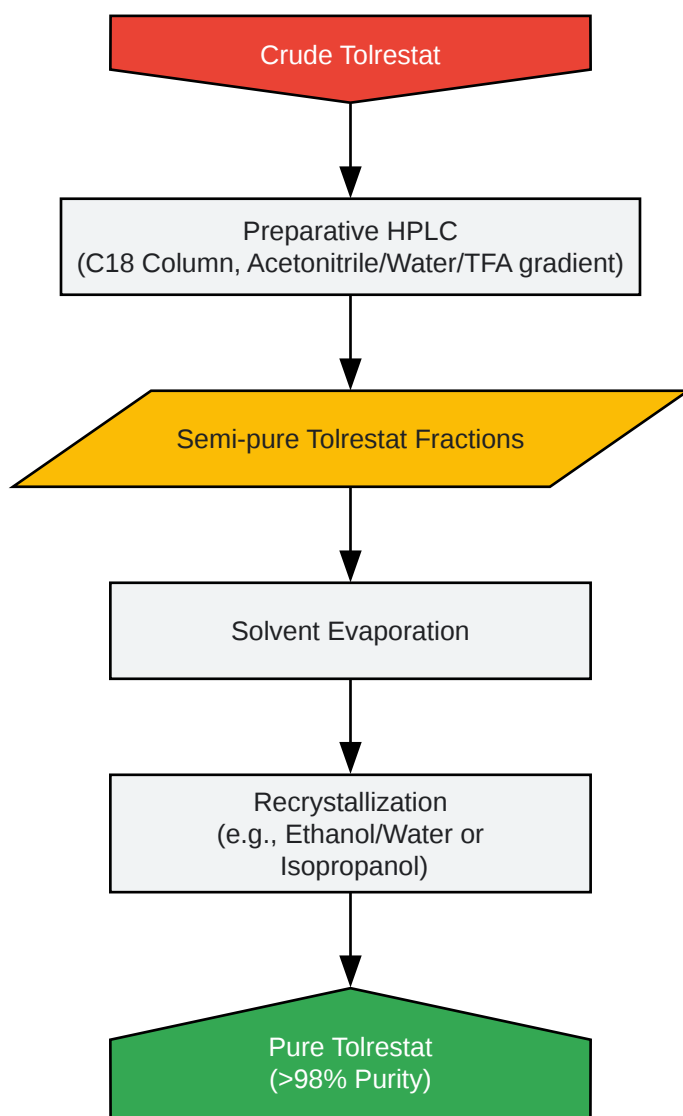 Crude Tolrestat
Preparative HPLC
(C18 Column, Acetonitrile/Water/TFA gradient)
Semi-pure Tolrestat Fractions
Solvent Evaporation
Recrystallization
(e.g., Ethanol/Water or
Isopropanol)
Pure Tolrestat
(>98% Purity)